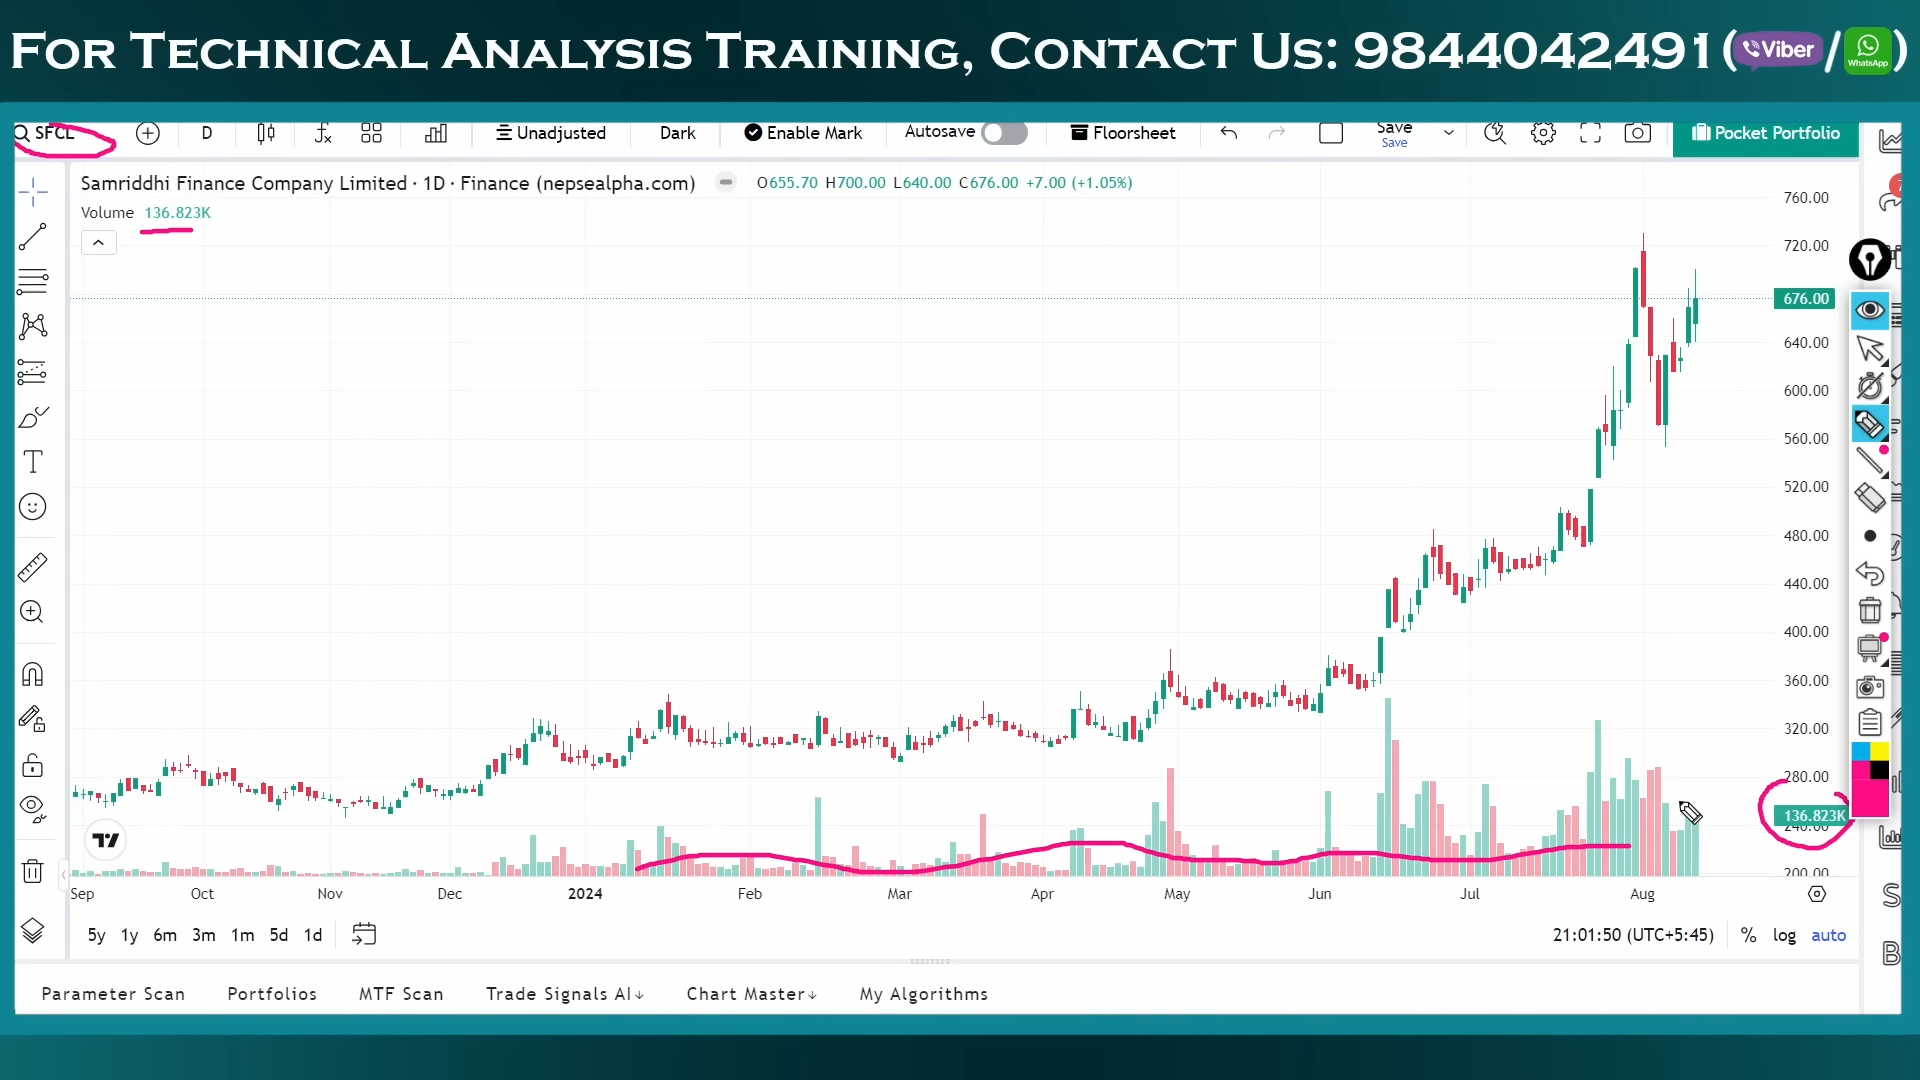 FOR TECHNICAL ANALYSIS TRAINING, CONTACT US: 9844042491 (Viber / WhatsApp)
SFCL D Unadjusted Dark Enable Mark Autosave Floorsheet Save Pocket Portfolio
Save
Samriddhi Finance Company Limited · 1D · Finance (nepsealpha.com) O655.70 H700.00 L640.00 C676.00 +7.00 (+1.05%)
Volume 136.823K
760.00
720.00
676.00
640.00
600.00
560.00
520.00
480.00
440.00
400.00
360.00
320.00
280.00
136.823K
240.00
200.00
Sep Oct Nov Dec 2024 Feb Mar Apr May Jun Jul Aug
5y 1y 6m 3m 1m 5d 1d 21:01:50 (UTC+5:45) % log auto
Parameter Scan Portfolios MTF Scan Trade Signals AI↓ Chart Master↓ My Algorithms